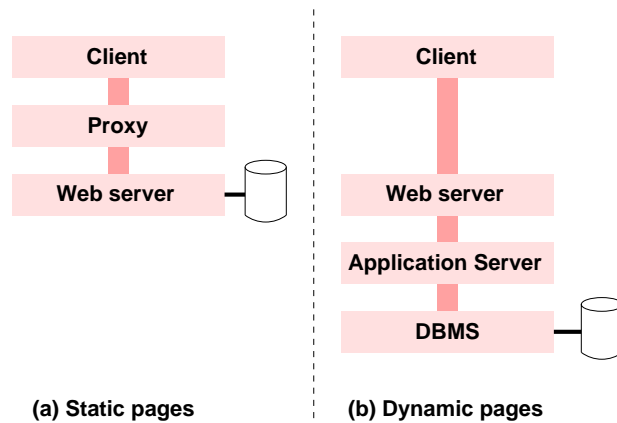 Client
Proxy
Web server
(a) Static pages
Client
Web server
Application Server
DBMS
(b) Dynamic pages